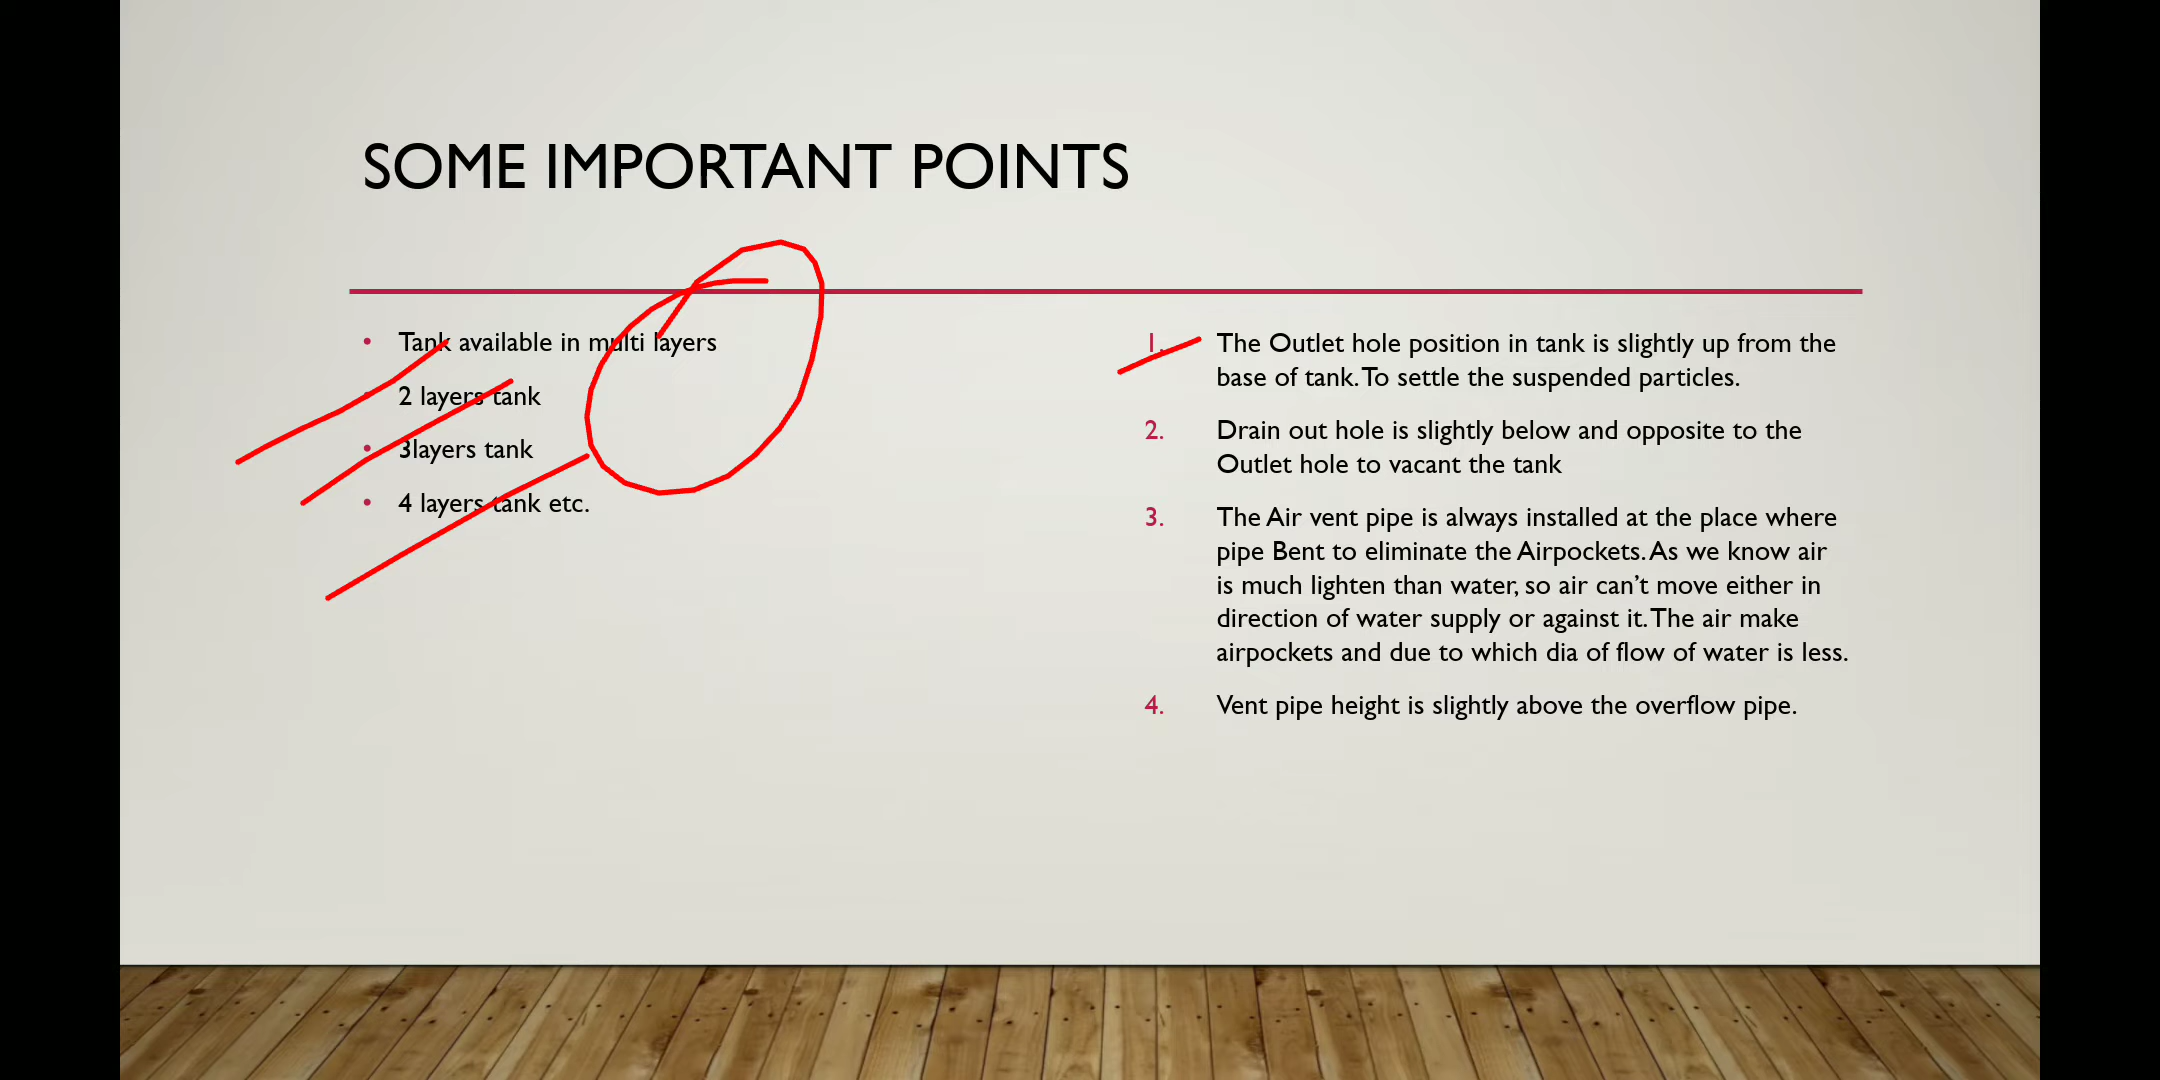 SOME IMPORTANT POINTS
• Tank available in multi layers
• 2 layers tank
• 3layers tank
• 4 layers tank etc.
1. The Outlet hole position in tank is slightly up from the
base of tank. To settle the suspended particles.
2. Drain out hole is slightly below and opposite to the
Outlet hole to vacant the tank
3. The Air vent pipe is always installed at the place where
pipe Bent to eliminate the Airpockets. As we know air
is much lighten than water, so air can’t move either in
direction of water supply or against it. The air make
airpockets and due to which dia of flow of water is less.
4. Vent pipe height is slightly above the overflow pipe.